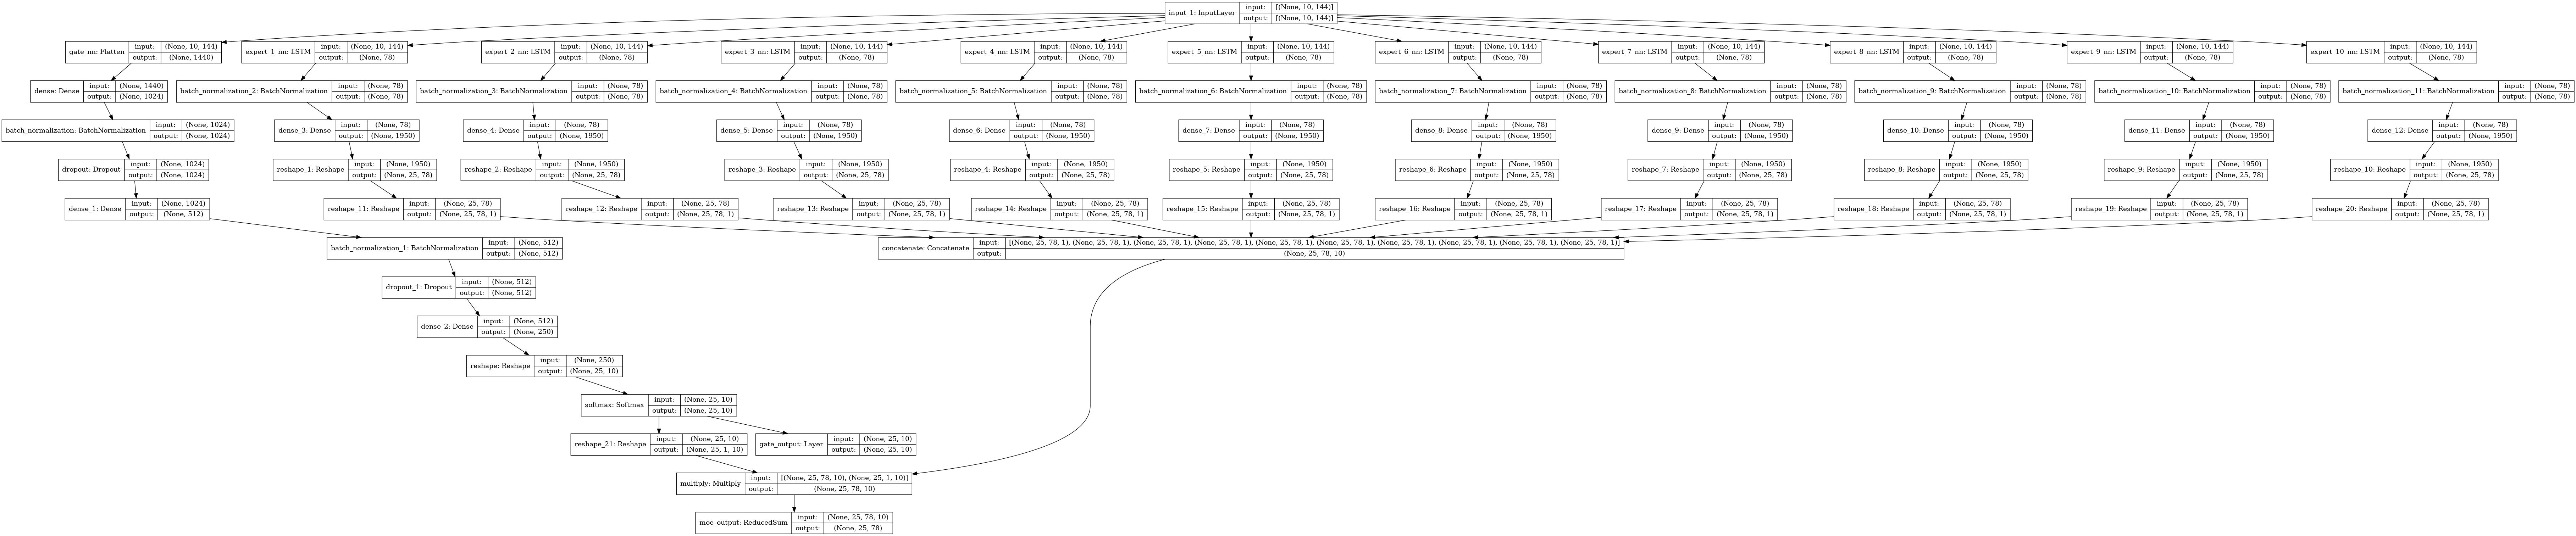 input_1: InputLayer input: [(None, 10, 144)]
output: [(None, 10, 144)]
gate_nn: Flatten input: (None, 10, 144)
output: (None, 1440)
expert_1_nn: LSTM input: (None, 10, 144)
output: (None, 78)
expert_2_nn: LSTM input: (None, 10, 144)
output: (None, 78)
expert_3_nn: LSTM input: (None, 10, 144)
output: (None, 78)
expert_4_nn: LSTM input: (None, 10, 144)
output: (None, 78)
expert_5_nn: LSTM input: (None, 10, 144)
output: (None, 78)
expert_6_nn: LSTM input: (None, 10, 144)
output: (None, 78)
expert_7_nn: LSTM input: (None, 10, 144)
output: (None, 78)
expert_8_nn: LSTM input: (None, 10, 144)
output: (None, 78)
expert_9_nn: LSTM input: (None, 10, 144)
output: (None, 78)
expert_10_nn: LSTM input: (None, 10, 144)
output: (None, 78)
dense: Dense input: (None, 1440)
output: (None, 1024)
batch_normalization_2: BatchNormalization input: (None, 78)
output: (None, 78)
batch_normalization_3: BatchNormalization input: (None, 78)
output: (None, 78)
batch_normalization_4: BatchNormalization input: (None, 78)
output: (None, 78)
batch_normalization_5: BatchNormalization input: (None, 78)
output: (None, 78)
batch_normalization_6: BatchNormalization input: (None, 78)
output: (None, 78)
batch_normalization_7: BatchNormalization input: (None, 78)
output: (None, 78)
batch_normalization_8: BatchNormalization input: (None, 78)
output: (None, 78)
batch_normalization_9: BatchNormalization input: (None, 78)
output: (None, 78)
batch_normalization_10: BatchNormalization input: (None, 78)
output: (None, 78)
batch_normalization_11: BatchNormalization input: (None, 78)
output: (None, 78)
batch_normalization: BatchNormalization input: (None, 1024)
output: (None, 1024)
dense_3: Dense input: (None, 78)
output: (None, 1950)
dense_4: Dense input: (None, 78)
output: (None, 1950)
dense_5: Dense input: (None, 78)
output: (None, 1950)
dense_6: Dense input: (None, 78)
output: (None, 1950)
dense_7: Dense input: (None, 78)
output: (None, 1950)
dense_8: Dense input: (None, 78)
output: (None, 1950)
dense_9: Dense input: (None, 78)
output: (None, 1950)
dense_10: Dense input: (None, 78)
output: (None, 1950)
dense_11: Dense input: (None, 78)
output: (None, 1950)
dense_12: Dense input: (None, 78)
output: (None, 1950)
dropout: Dropout input: (None, 1024)
output: (None, 1024)
reshape_1: Reshape input: (None, 1950)
output: (None, 25, 78)
reshape_2: Reshape input: (None, 1950)
output: (None, 25, 78)
reshape_3: Reshape input: (None, 1950)
output: (None, 25, 78)
reshape_4: Reshape input: (None, 1950)
output: (None, 25, 78)
reshape_5: Reshape input: (None, 1950)
output: (None, 25, 78)
reshape_6: Reshape input: (None, 1950)
output: (None, 25, 78)
reshape_7: Reshape input: (None, 1950)
output: (None, 25, 78)
reshape_8: Reshape input: (None, 1950)
output: (None, 25, 78)
reshape_9: Reshape input: (None, 1950)
output: (None, 25, 78)
reshape_10: Reshape input: (None, 1950)
output: (None, 25, 78)
dense_1: Dense input: (None, 1024)
output: (None, 512)
reshape_11: Reshape input: (None, 25, 78)
output: (None, 25, 78, 1)
reshape_12: Reshape input: (None, 25, 78)
output: (None, 25, 78, 1)
reshape_13: Reshape input: (None, 25, 78)
output: (None, 25, 78, 1)
reshape_14: Reshape input: (None, 25, 78)
output: (None, 25, 78, 1)
reshape_15: Reshape input: (None, 25, 78)
output: (None, 25, 78, 1)
reshape_16: Reshape input: (None, 25, 78)
output: (None, 25, 78, 1)
reshape_17: Reshape input: (None, 25, 78)
output: (None, 25, 78, 1)
reshape_18: Reshape input: (None, 25, 78)
output: (None, 25, 78, 1)
reshape_19: Reshape input: (None, 25, 78)
output: (None, 25, 78, 1)
reshape_20: Reshape input: (None, 25, 78)
output: (None, 25, 78, 1)
batch_normalization_1: BatchNormalization input: (None, 512)
output: (None, 512)
concatenate: Concatenate input: [(None, 25, 78, 1), (None, 25, 78, 1), (None, 25, 78, 1), (None, 25, 78, 1), (None, 25, 78, 1), (None, 25, 78, 1), (None, 25, 78, 1), (None, 25, 78, 1), (None, 25, 78, 1), (None, 25, 78, 1)]
output: (None, 25, 78, 10)
dropout_1: Dropout input: (None, 512)
output: (None, 512)
dense_2: Dense input: (None, 512)
output: (None, 250)
reshape: Reshape input: (None, 250)
output: (None, 25, 10)
softmax: Softmax input: (None, 25, 10)
output: (None, 25, 10)
reshape_21: Reshape input: (None, 25, 10)
output: (None, 25, 1, 10)
gate_output: Layer input: (None, 25, 10)
output: (None, 25, 10)
multiply: Multiply input: [(None, 25, 78, 10), (None, 25, 1, 10)]
output: (None, 25, 78, 10)
moe_output: ReducedSum input: (None, 25, 78, 10)
output: (None, 25, 78)